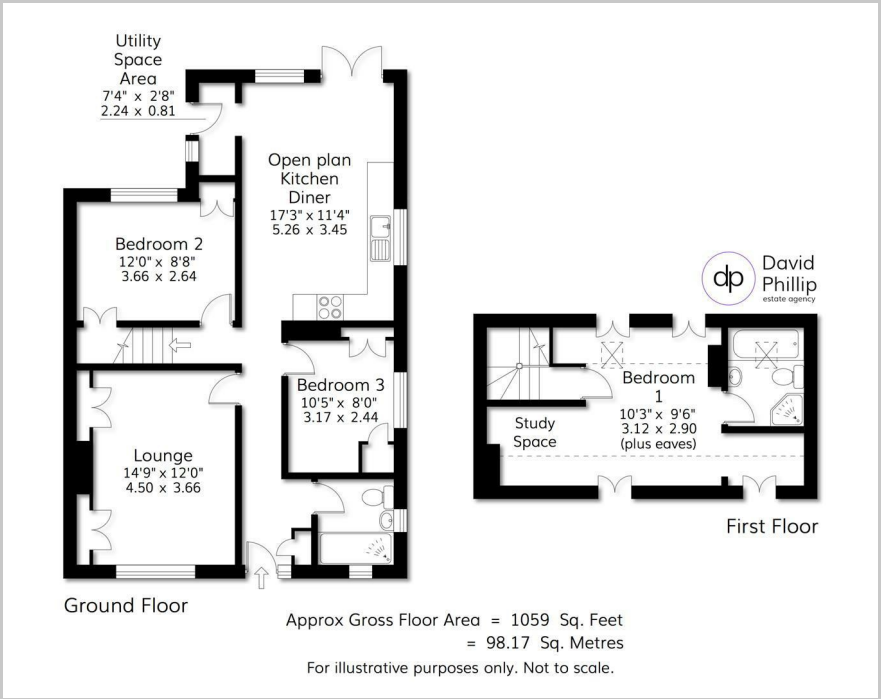 Utility
Space
Area
7'4" x 2'8"
2.24 x 0.81
Open plan
Kitchen
Diner
17'3" x 11'4"
5.26 x 3.45
Bedroom 2
12'0" x 8'8"
3.66 x 2.64
Bedroom 3
10'5" x 8'0"
3.17 x 2.44
Lounge
14'9" x 12'0"
4.50 x 3.66
Ground Floor
dp
David
Phillip
estate agency
Bedroom
1
10'3" x 9'6"
3.12 x 2.90
(plus eaves)
Study
Space
First Floor
Approx Gross Floor Area = 1059 Sq. Feet
= 98.17 Sq. Metres
For illustrative purposes only. Not to scale.